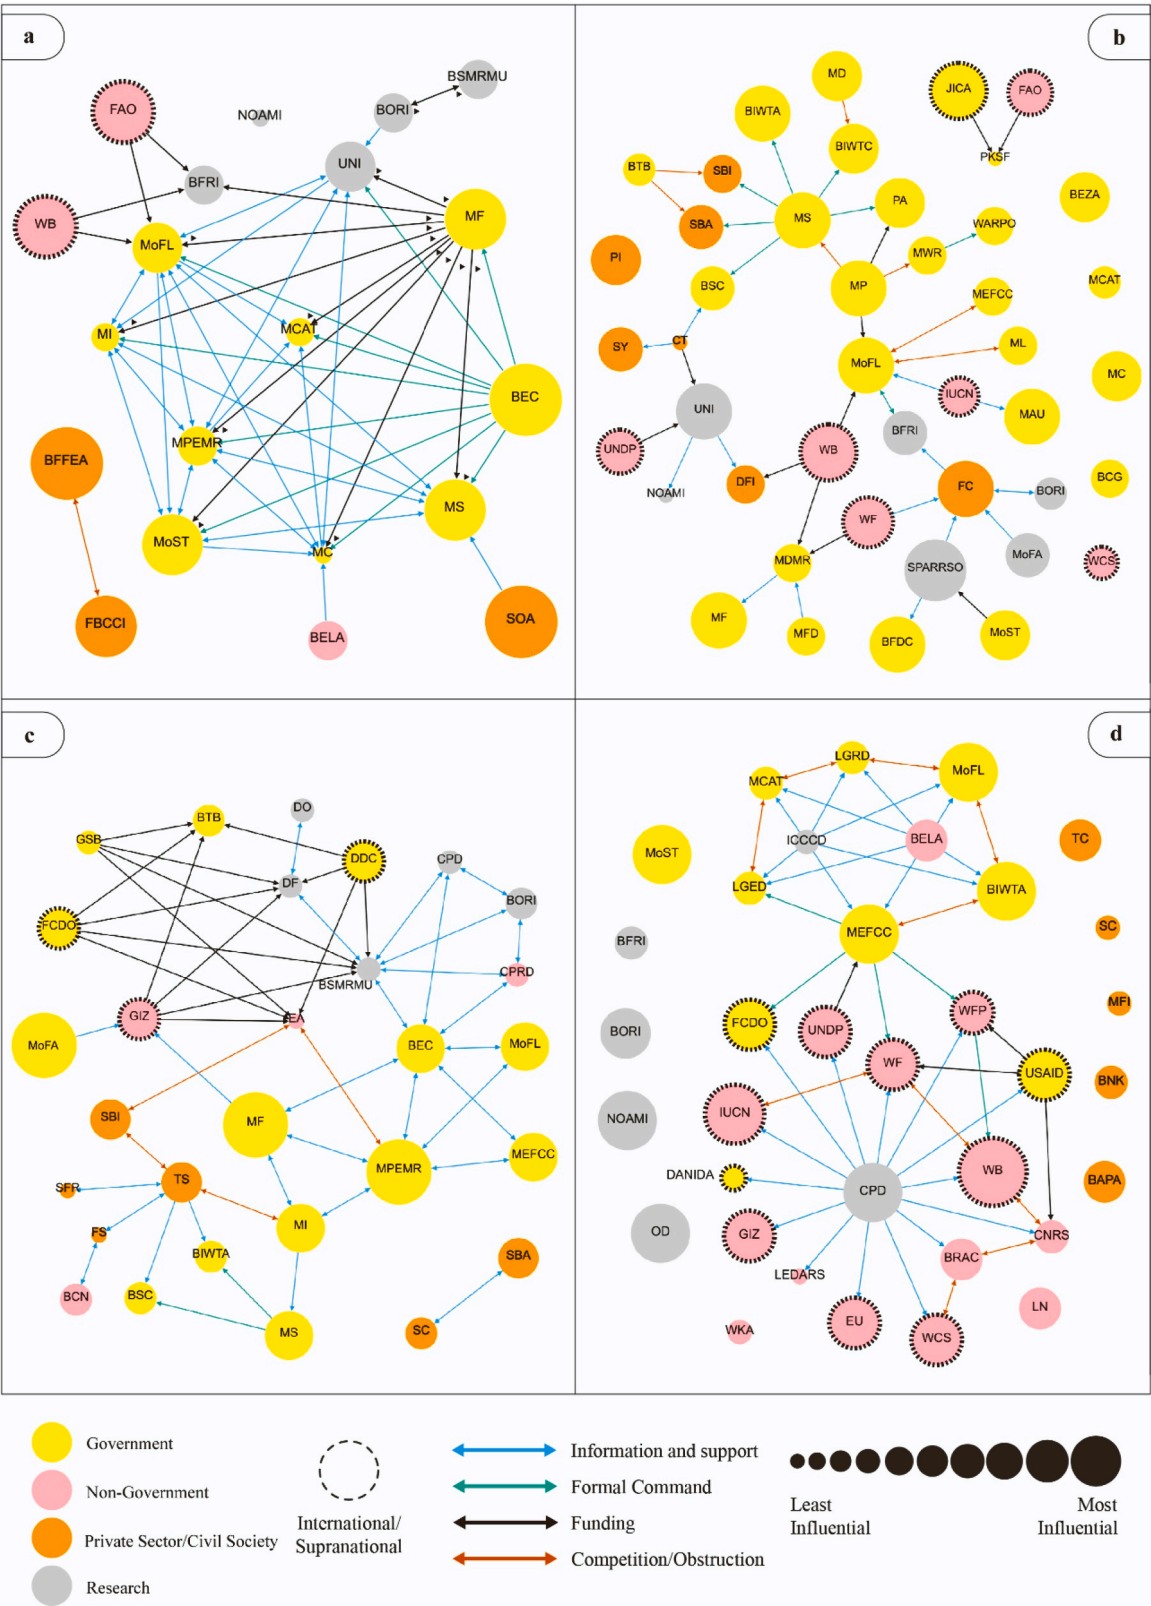 a
BSMRMU
FAO
BORI
NOAMI
UNI
BFRI
WB
MF
MoFL
MI
MCAT
BEC
MPEMR
BFFEA
MS
MoST
MC
FBCCI
BELA
SOA
b
MD
JICA
FAO
BIWTA
BIWTC
PKSF
BTB
SBI
BEZA
PA
SBA
MS
WARPO
MWR
PI
BSC
MP
MCAT
MEFCC
CT
SY
ML
MoFL
MC
IUCN
UNI
MAU
BFRI
UNDP
WB
NOAMI
DFI
FC
BORI
BCG
WF
MoFA
MDMR
SPARRSO
WCS
MF
MFD
BFDC
MoST
c
DO
BTB
GSB
DDC
CPD
DF
BORI
FCDO
CPRD
BSMRMU
GIZ
EA
MoFA
BEC
MoFL
SBI
MF
MEFCC
MPEMR
TS
SFR
MI
FS
BIWTA
SBA
BCN
BSC
MS
SC
d
LGRD
MCAT
MoFL
ICCCD
BELA
MoST
TC
LGED
BIWTA
MEFCC
SC
BFRI
MFI
FCDO
UNDP
WFP
BORI
WF
USAID
BNK
IUCN
NOAMI
WB
DANIDA
CPD
BAPA
OD
GIZ
CNRS
BRAC
LEDARS
LN
WKA
EU
WCS
Government
Non-Government
Private Sector/Civil Society
Research
International/
Supranational
Information and support
Formal Command
Funding
Competition/Obstruction
Least
Influential
Most
Influential